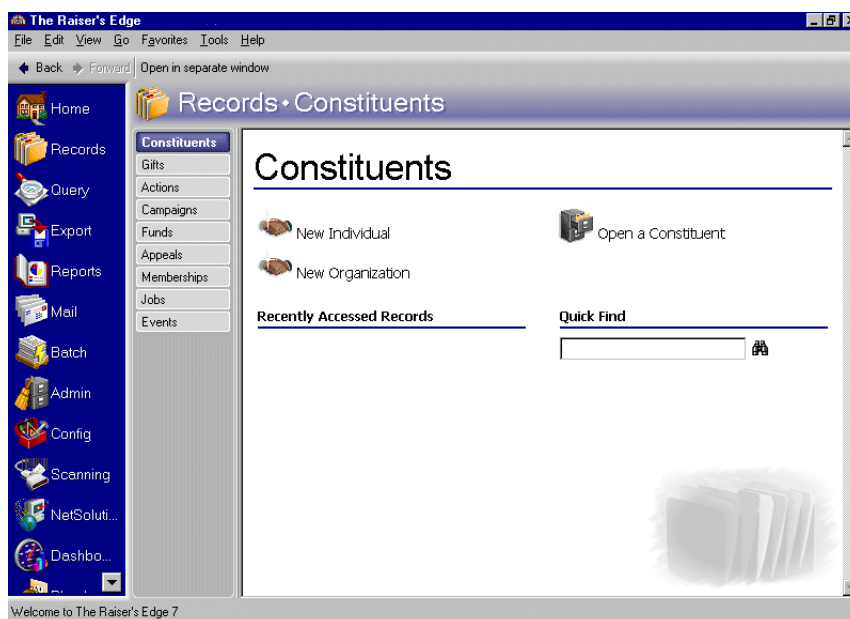 The Raiser's Edge
File Edit View Go Favorites Tools Help
Back Forward Open in separate window
Records • Constituents
Home
Records
Query
Export
Reports
Mail
Batch
Admin
Config
Scanning
NetSoluti...
Dashbo...
Constituents
Gifts
Actions
Campaigns
Funds
Appeals
Memberships
Jobs
Events
Constituents
New Individual
Open a Constituent
New Organization
Recently Accessed Records
Quick Find
Welcome to The Raiser's Edge 7